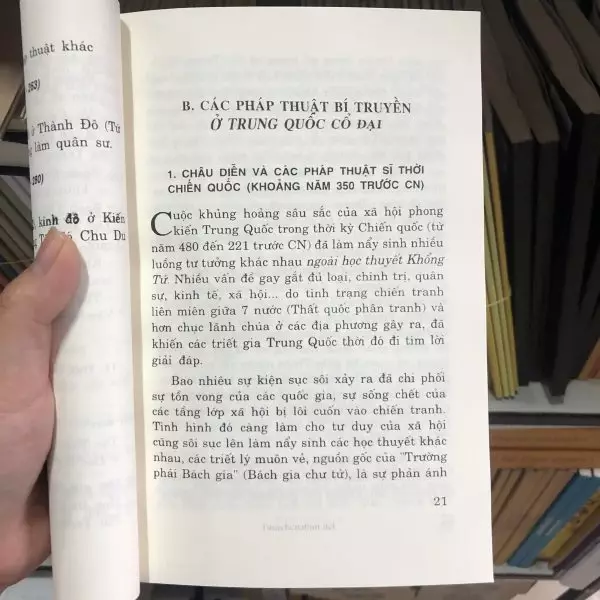 thuật khác
263)
ở Thành Đô (Tứ
làm quân sư.
280)
kinh đô ở Kiến
Chu Du
B. CÁC PHÁP THUẬT BÍ TRUYỀN
Ở TRUNG QUỐC CỔ ĐẠI
1. CHÂU DIỄN VÀ CÁC PHÁP THUẬT SĨ THỜI
CHIẾN QUỐC (KHOẢNG NĂM 350 TRƯỚC CN)
Cuộc khủng hoảng sâu sắc của xã hội phong
kiến Trung Quốc trong thời kỳ Chiến quốc (từ
năm 480 đến 221 trước CN) đã làm nẩy sinh nhiều
luồng tư tưởng khác nhau ngoài học thuyết Khổng
Tử. Nhiều vấn đề gay gắt đủ loại, chính trị, quân
sự, kinh tế, xã hội... do tình trạng chiến tranh
liên miên giữa 7 nước (Thất quốc phân tranh) và
hơn chục lãnh chúa ở các địa phương gây ra, đã
khiến các triết gia Trung Quốc thời đó đi tìm lời
giải đáp.
Bao nhiêu sự kiện sục sôi xảy ra đã chi phối
sự tồn vong của các quốc gia, sự sống chết của
các tầng lớp xã hội bị lôi cuốn vào chiến tranh.
Tình hình đó càng làm cho tư duy của xã hội
cũng sôi sục lên làm nẩy sinh các học thuyết khác
nhau, các triết lý muôn vẻ, nguồn gốc của "Trường
phái Bách gia" (Bách gia chư tử), là sự phản ánh
21